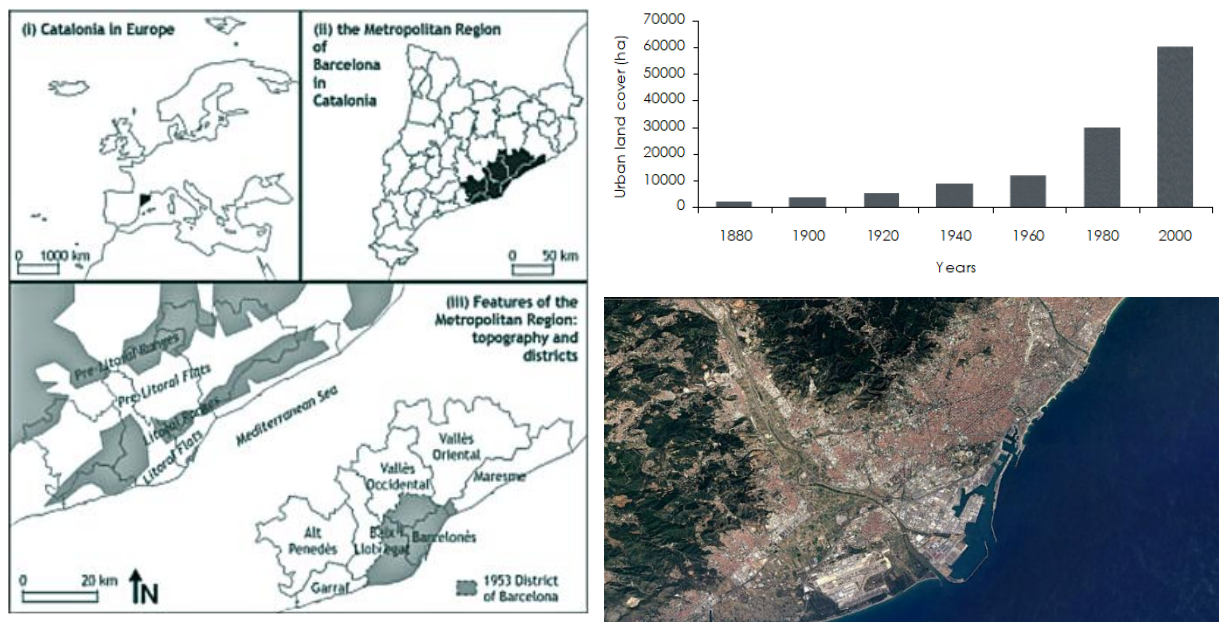 (i) Catalonia in Europe
0 1000 km
(ii) the Metropolitan Region
of
Barcelona
in
Catalonia
0 50 km
(iii) Features of the
Metropolitan Region:
topography and
districts
Pre-Litoral Ranges
Pre-Litoral Flats
Litoral Ranges
Litoral Flats
Mediterranean Sea
Vallès
Oriental
Vallès
Occidental
Maresme
Alt
Penedès
Baix
Llobregat
Barcelonés
Garraf
0 20 km
N
1953 District
of Barcelona
Urban land cover (ha)
70000
60000
50000
40000
30000
20000
10000
0
1880 1900 1920 1940 1960 1980 2000
Years